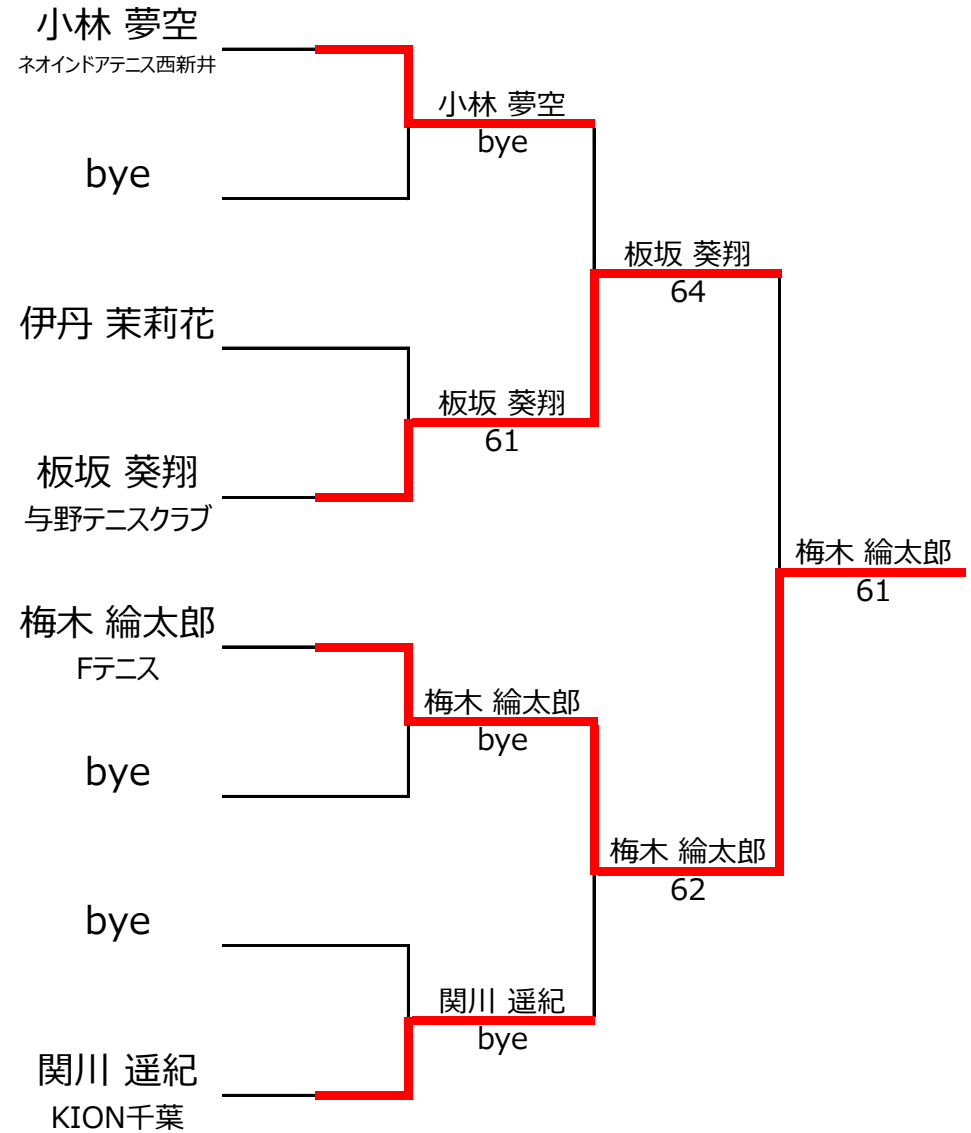 小林 夢空
ネオインドアテニス西新井
bye
伊丹 茉莉花
板坂 葵翔
与野テニスクラブ
梅木 綸太郎
Fテニス
bye
bye
関川 遥紀
KION千葉
小林 夢空
bye
板坂 葵翔
61
梅木 綸太郎
bye
関川 遥紀
bye
板坂 葵翔
64
梅木 綸太郎
62
梅木 綸太郎
61